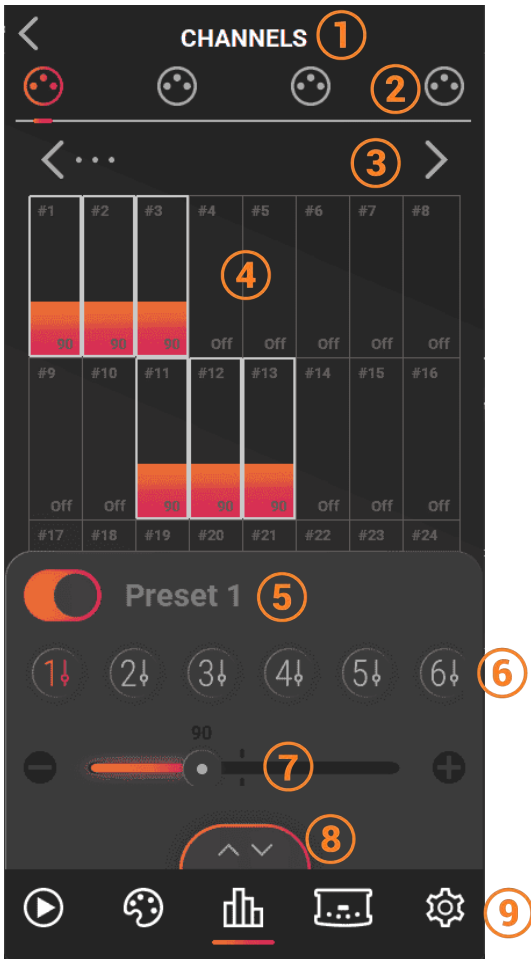 CHANNELS 1
2
3
#1 #2 #3 #4 #5 #6 #7 #8
4
90 90 90 Off Off Off Off Off
#9 #10 #11 #12 #13 #14 #15 #16
Off Off 90 90 90 Off Off Off
#17 #18 #19 #20 #21 #22 #23 #24
Preset 1 5
1 2 3 4 5 6 6
90
7
8
9